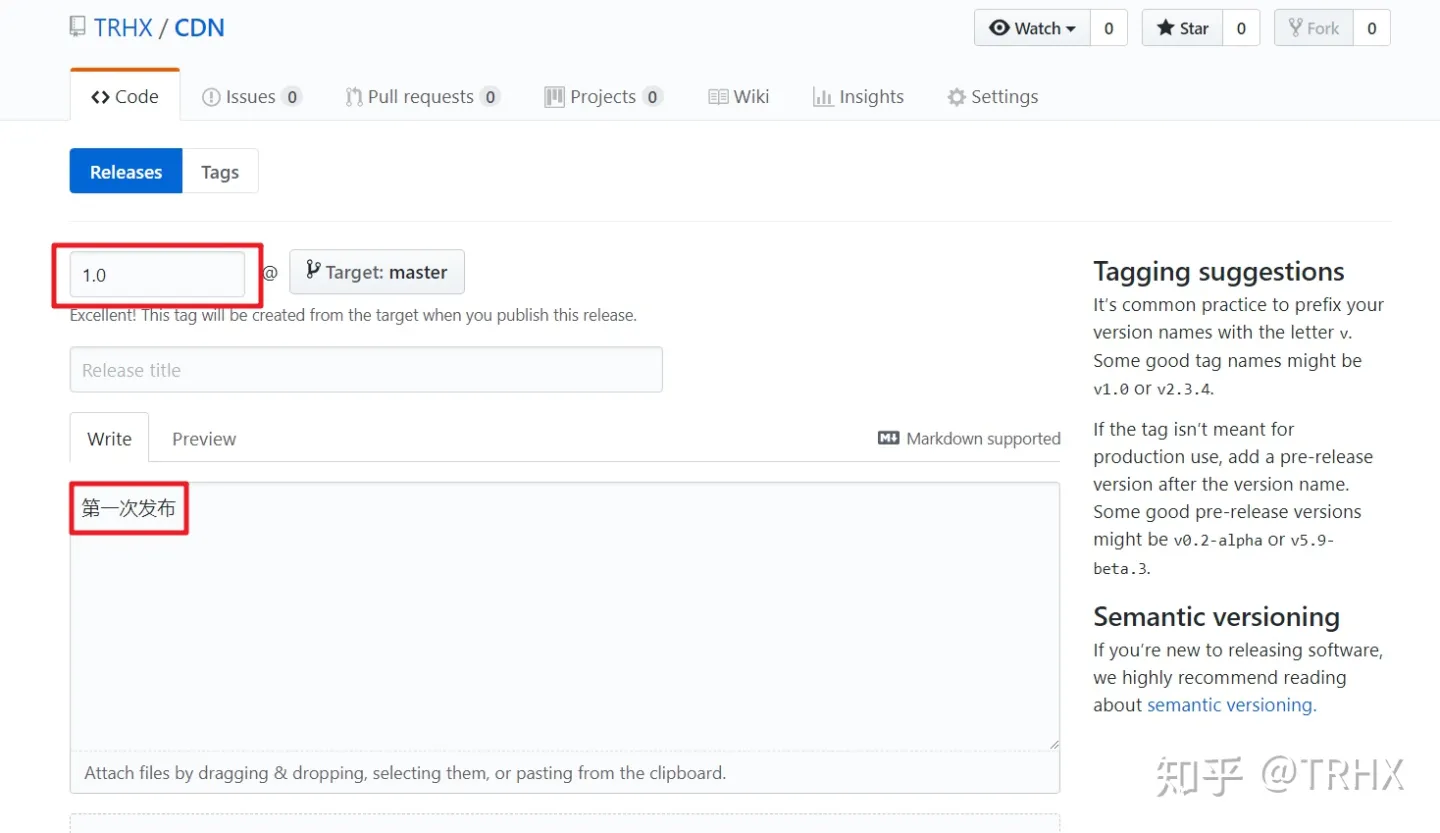 TRHX / CDN
Watch 0 Star 0 Fork 0
Code Issues 0 Pull requests 0 Projects 0 Wiki Insights Settings
Releases Tags
1.0 @ Target: master
Excellent! This tag will be created from the target when you publish this release.
Release title
Write Preview Markdown supported
第一次发布
Attach files by dragging & dropping, selecting them, or pasting from the clipboard.
Tagging suggestions
It's common practice to prefix your
version names with the letter v.
Some good tag names might be
v1.0 or v2.3.4.
If the tag isn't meant for
production use, add a pre-release
version after the version name.
Some good pre-release versions
might be v0.2-alpha or v5.9-
beta.3.
Semantic versioning
If you're new to releasing software,
we highly recommend reading
about semantic versioning.
知乎 @TRHX